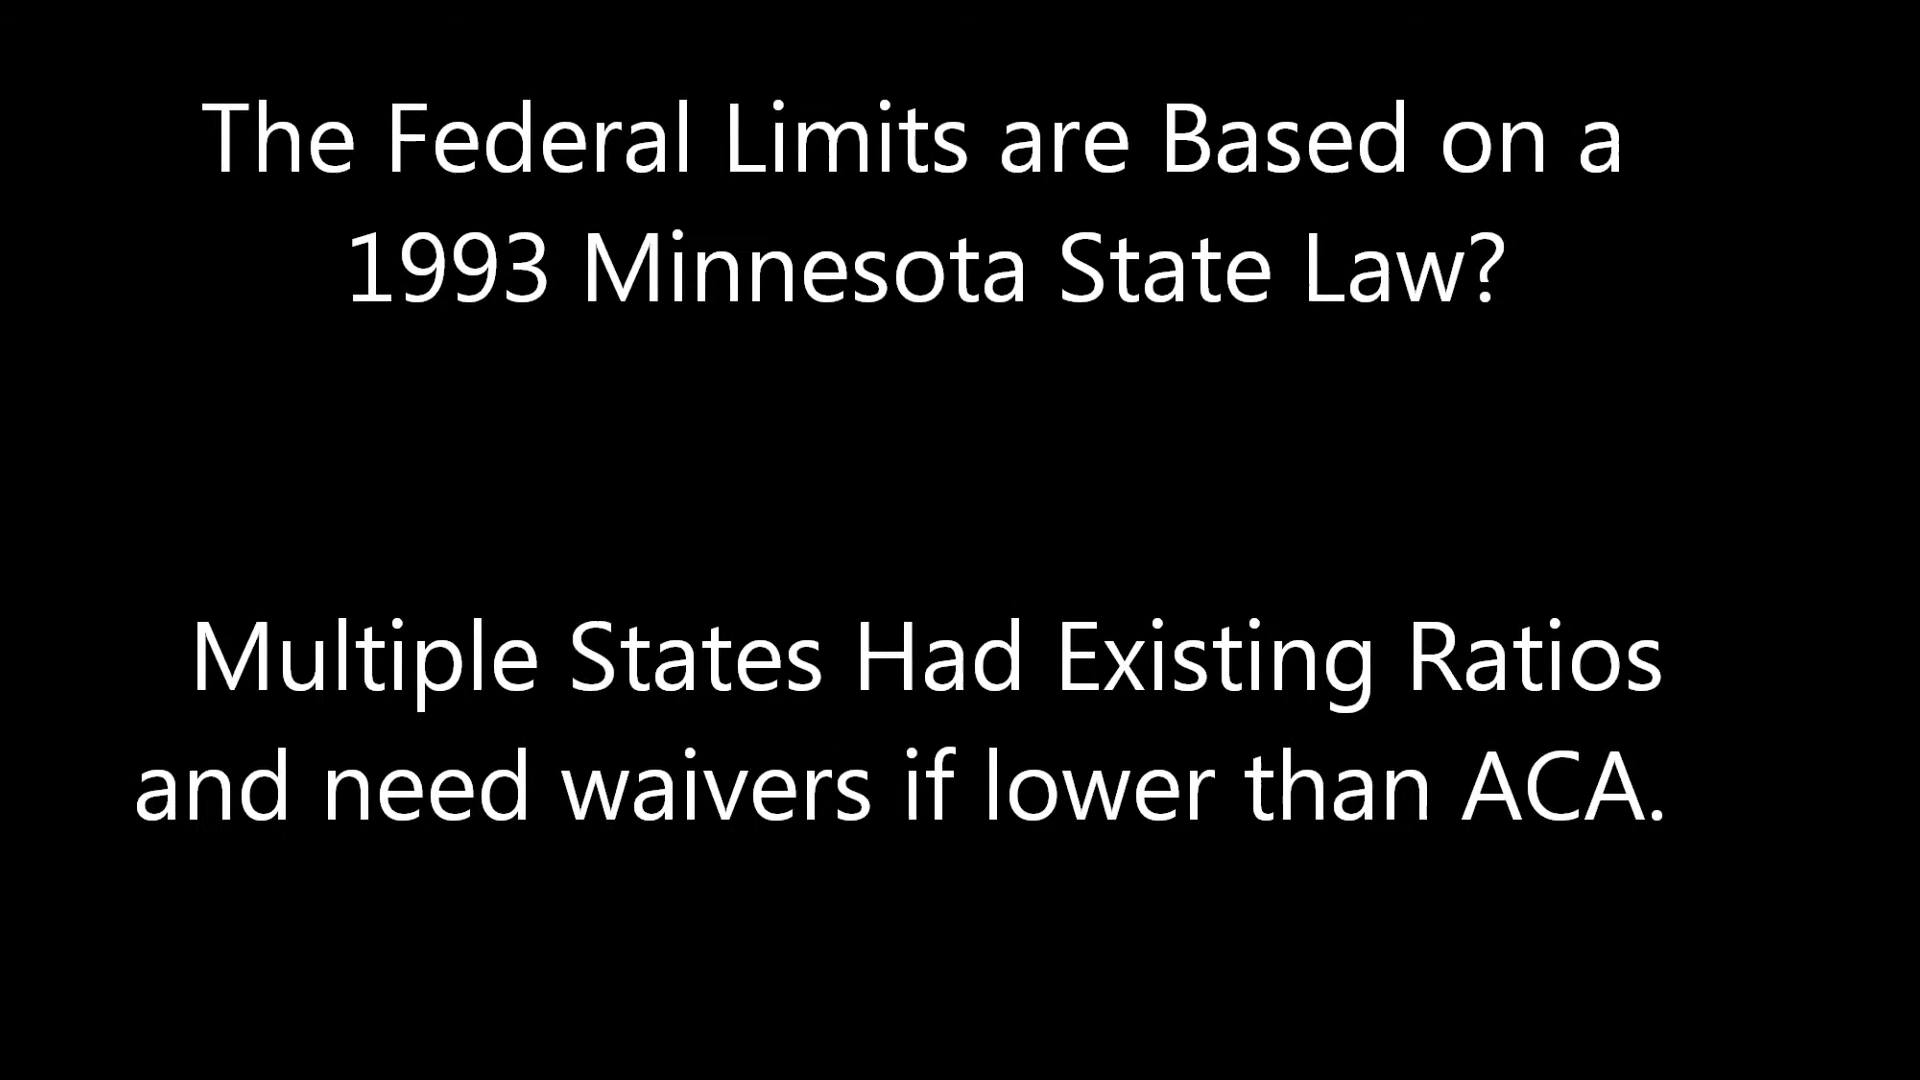 The Federal Limits are Based on a
1993 Minnesota State Law?
Multiple States Had Existing Ratios
and need waivers if lower than ACA.